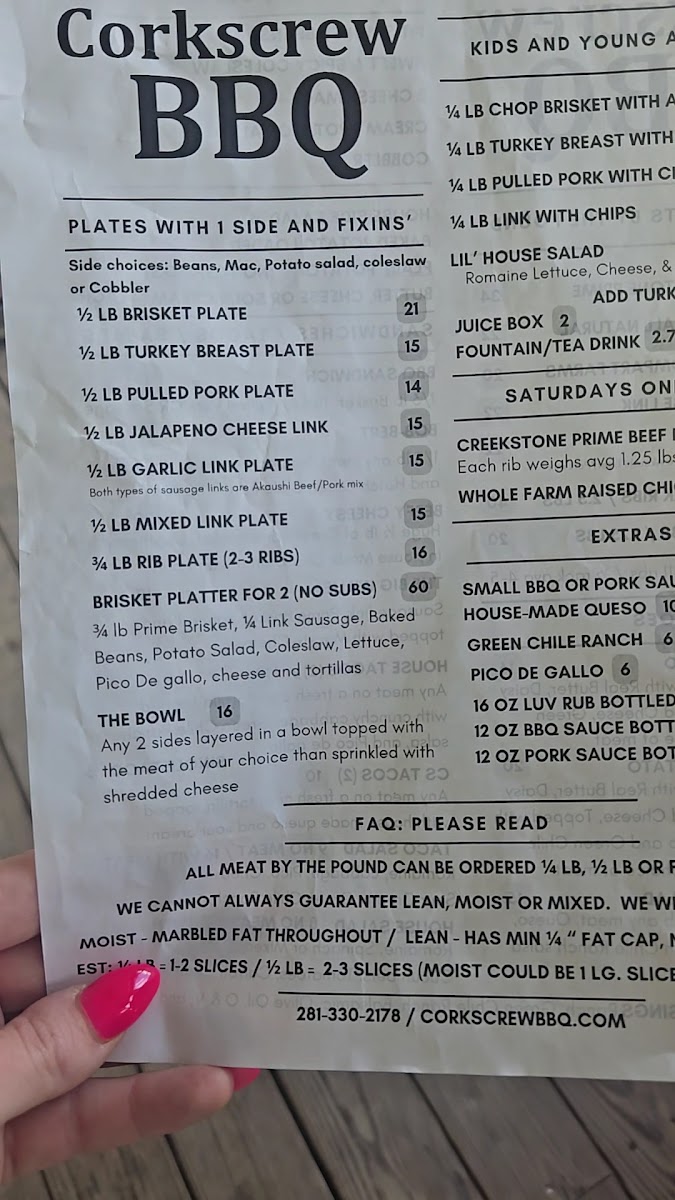 Corkscrew
BBQ
PLATES WITH 1 SIDE AND FIXINS'
Side choices: Beans, Mac, Potato salad, coleslaw
or Cobbler
½ LB BRISKET PLATE 21
½ LB TURKEY BREAST PLATE 15
½ LB PULLED PORK PLATE 14
½ LB JALAPENO CHEESE LINK 15
½ LB GARLIC LINK PLATE 15
Both types of sausage links are Akaushi Beef/Pork mix
½ LB MIXED LINK PLATE 15
¾ LB RIB PLATE (2-3 RIBS) 16
BRISKET PLATTER FOR 2 (NO SUBS) 60
¾ lb Prime Brisket, ¼ Link Sausage, Baked
Beans, Potato Salad, Coleslaw, Lettuce,
Pico De gallo, cheese and tortillas
THE BOWL 16
Any 2 sides layered in a bowl topped with
the meat of your choice than sprinkled with
shredded cheese
KIDS AND YOUNG
¼ LB CHOP BRISKET WITH
¼ LB TURKEY BREAST WITH
¼ LB PULLED PORK WITH
¼ LB LINK WITH CHIPS
LIL' HOUSE SALAD
Romaine Lettuce, Cheese, &
ADD
JUICE BOX 2
FOUNTAIN/TEA DRINK 2.7
SATURDAYS
CREEKSTONE PRIME BEEF
Each rib weighs avg 1.25 lbs
WHOLE FARM RAISED
EXTRAS
SMALL BBQ OR PORK
HOUSE-MADE QUESO 10
GREEN CHILE RANCH 6
PICO DE GALLO 6
16 OZ LUV RUB BOTTLED
12 OZ BBQ SAUCE
12 OZ PORK SAUCE
FAQ: PLEASE READ
ALL MEAT BY THE POUND CAN BE ORDERED ¼ LB, ½ LB OR
WE CANNOT ALWAYS GUARANTEE LEAN, MOIST OR MIXED. WE
MOIST - MARBLED FAT THROUGHOUT / LEAN - HAS MIN ¼ " FAT CAP,
EST: = 1-2 SLICES / ½ LB = 2-3 SLICES (MOIST COULD BE 1 LG. SLICE
281-330-2178 / CORKSCREWBBQ.COM